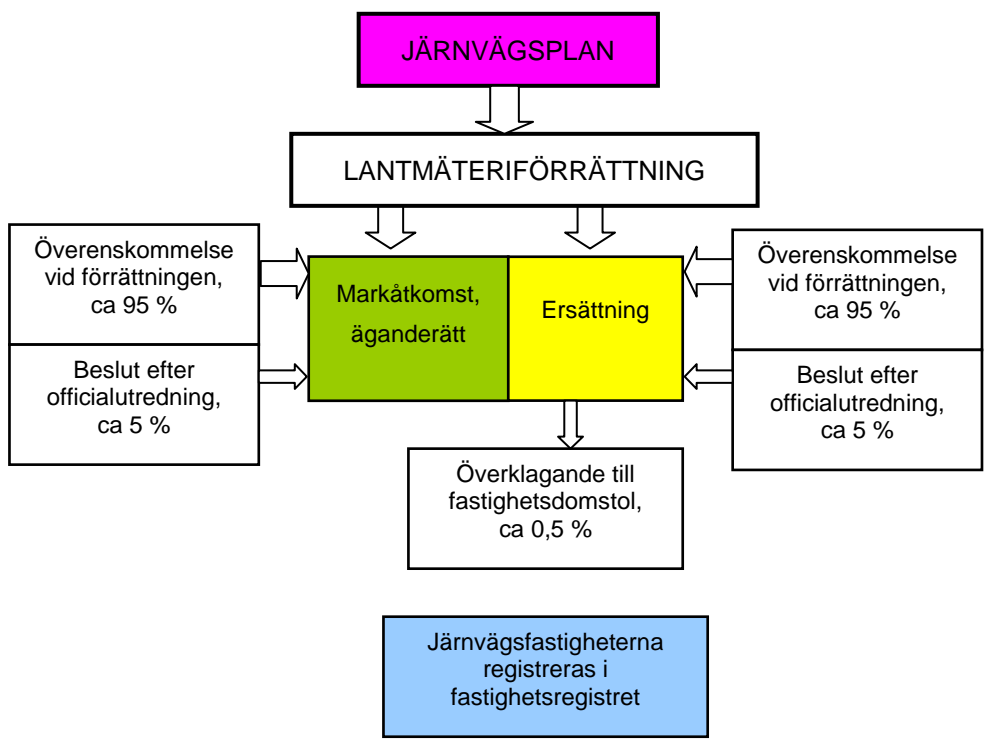 JÄRNVÄGSPLAN
LANTMÄTERIFÖRRÄTTNING
Överenskommelse
vid förrättningen,
ca 95 %
Beslut efter
officialutredning,
ca 5 %
Markåtkomst,
äganderätt
Ersättning
Överenskommelse
vid förrättningen,
ca 95 %
Beslut efter
officialutredning,
ca 5 %
Överklagande till
fastighetsdomstol,
ca 0,5 %
Järnvägsfastigheterna
registreras i
fastighetsregistret